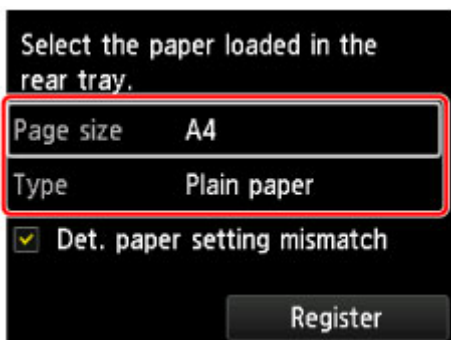 Select the paper loaded in the
rear tray.
Page size A4
Type Plain paper
Det. paper setting mismatch
Register